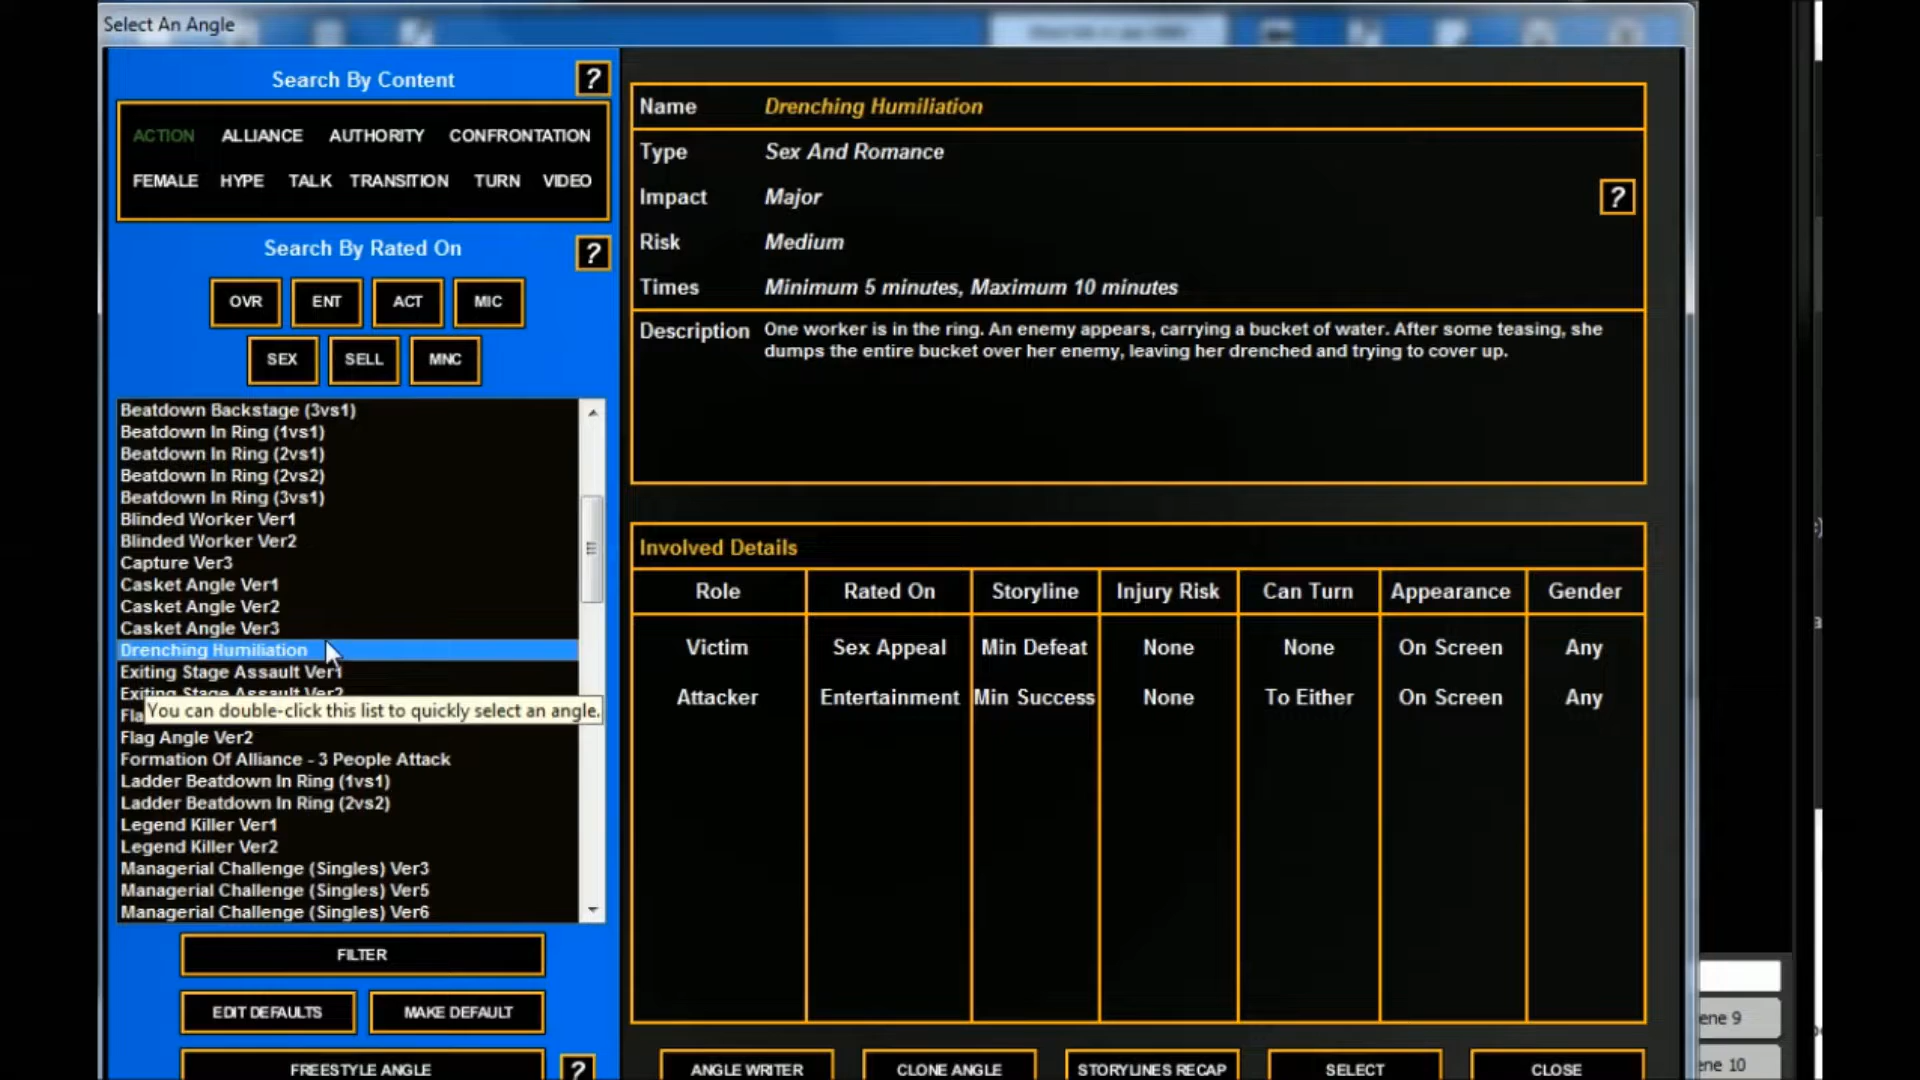 Select An Angle
Search By Content ?
ACTION ALLIANCE AUTHORITY CONFRONTATION
FEMALE HYPE TALK TRANSITION TURN VIDEO
Search By Rated On ?
OVR ENT ACT MIC
SEX SELL MNC
Beatdown Backstage (3vs1)
Beatdown In Ring (1vs1)
Beatdown In Ring (2vs1)
Beatdown In Ring (2vs2)
Beatdown In Ring (3vs1)
Blinded Worker Ver1
Blinded Worker Ver2
Capture Ver3
Casket Angle Ver1
Casket Angle Ver2
Casket Angle Ver3
Drenching Humiliation
Exiting Stage Assault Ver1
Exiting Stage Assault Ver2
Fla
You can double-click this list to quickly select an angle.
Flag Angle Ver2
Formation Of Alliance - 3 People Attack
Ladder Beatdown In Ring (1vs1)
Ladder Beatdown In Ring (2vs2)
Legend Killer Ver1
Legend Killer Ver2
Managerial Challenge (Singles) Ver3
Managerial Challenge (Singles) Ver5
Managerial Challenge (Singles) Ver6
FILTER
EDIT DEFAULTS MAKE DEFAULT
FREESTYLE ANGLE ?
Name Drenching Humiliation
Type Sex And Romance
Impact Major ?
Risk Medium
Times Minimum 5 minutes, Maximum 10 minutes
Description One worker is in the ring. An enemy appears, carrying a bucket of water. After some teasing, she
dumps the entire bucket over her enemy, leaving her drenched and trying to cover up.
Involved Details
Role Rated On Storyline Injury Risk Can Turn Appearance Gender
Victim Sex Appeal Min Defeat None None On Screen Any
Attacker Entertainment Min Success None To Either On Screen Any
ANGLE WRITER CLONE ANGLE STORYLINES RECAP SELECT CLOSE
ene 9
ene 10